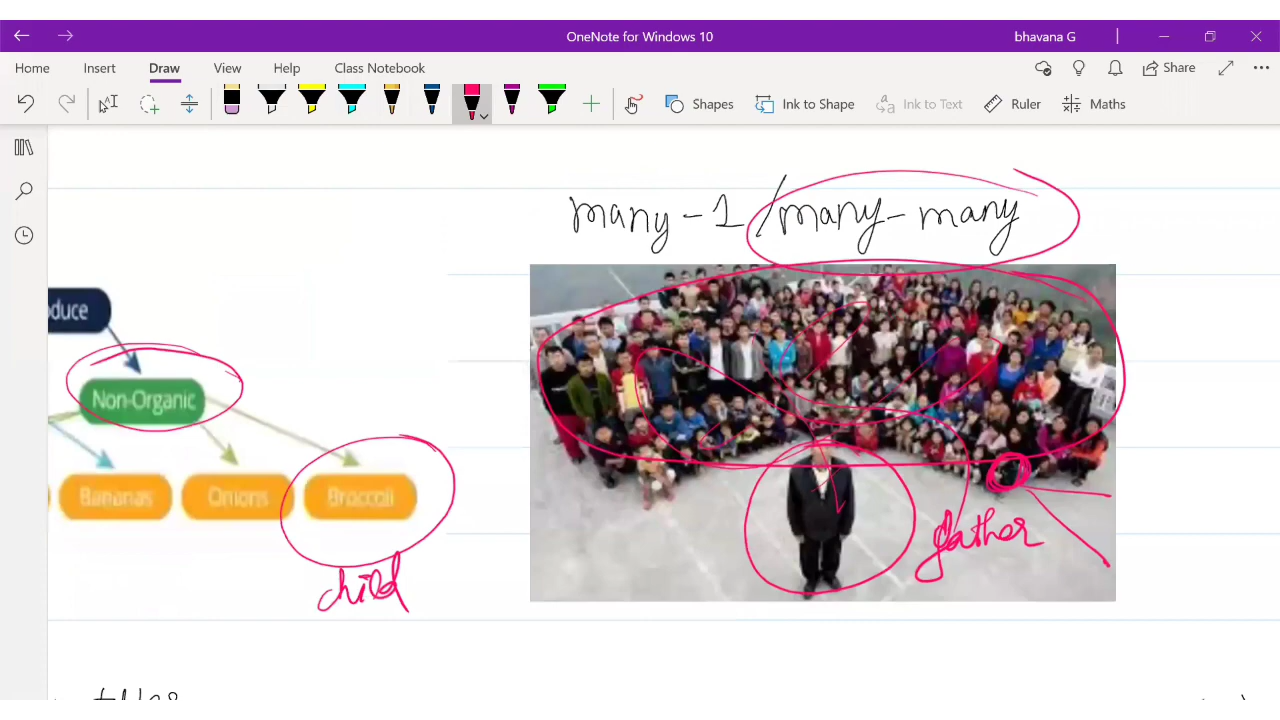 OneNote for Windows 10
bhavana G
Home Insert Draw View Help Class Notebook
Share
Shapes Ink to Shape Ink to Text Ruler Maths
many-1/many-many
duce
Non-Organic
Bananas Onions Broccoli
father
child